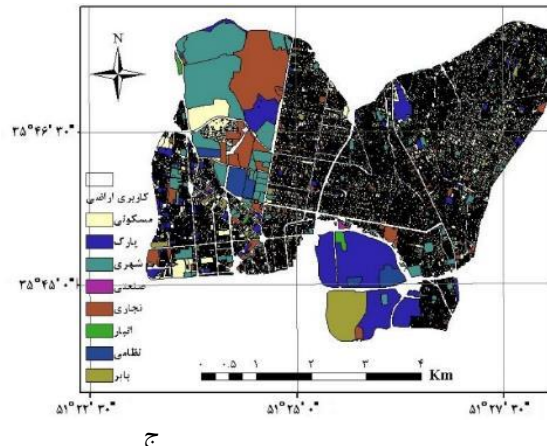 N
۳۵°۴۶'۳۰"
کاربری اراضی
مسکونی
پارک
شهری
صنعتی
تجاری
انبار
نظامی
بایر
۳۵°۴۵'۰"
۰ ۰.۵ ۱ ۲ ۳ ۴
Km
۵۱°۲۲'۳۰" ۵۱°۲۵'۰" ۵۱°۲۷'۳۰"
ج